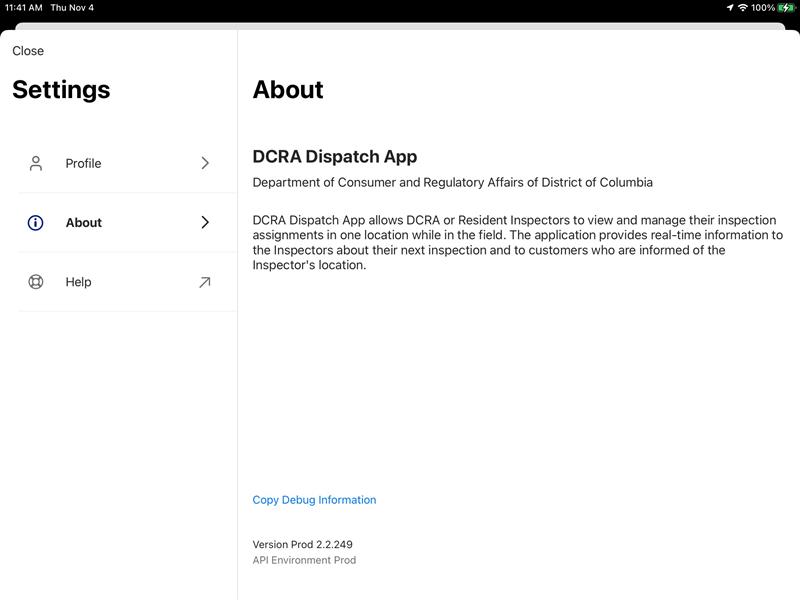 11:41 AM Thu Nov 4
100%
Close
Settings
Profile
About
Help
About
DCRA Dispatch App
Department of Consumer and Regulatory Affairs of District of Columbia
DCRA Dispatch App allows DCRA or Resident Inspectors to view and manage their inspection
assignments in one location while in the field. The application provides real-time information to
the Inspectors about their next inspection and to customers who are informed of the
Inspector's location.
Copy Debug Information
Version Prod 2.2.249
API Environment Prod